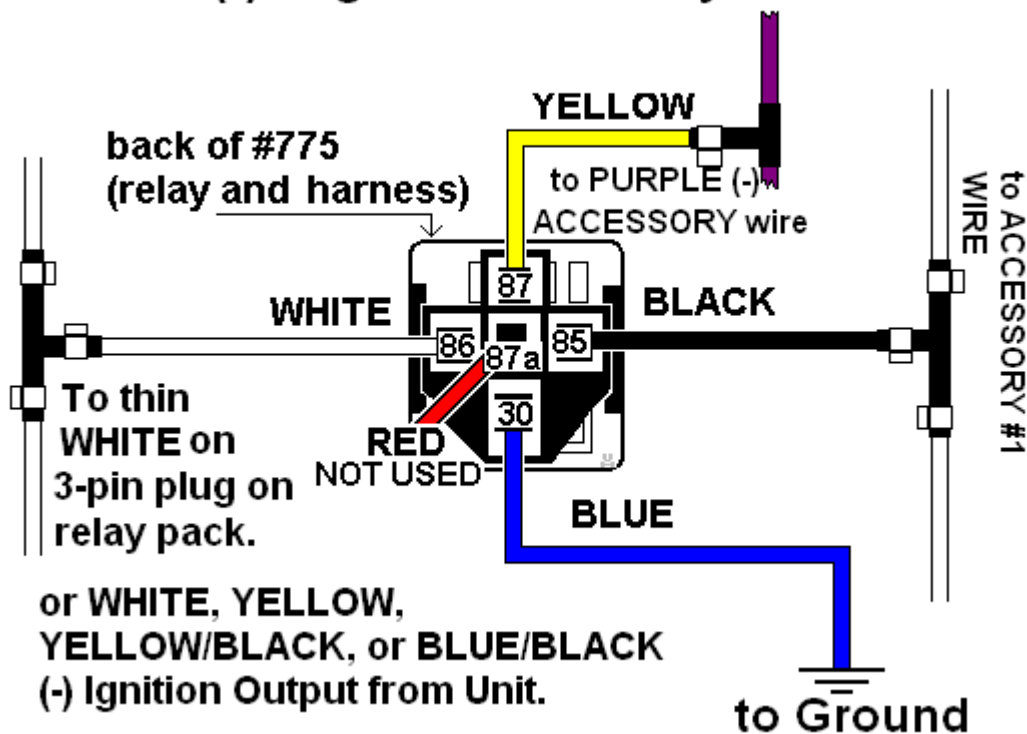 YELLOW
back of #775
(relay and harness)
to PURPLE (-)
ACCESSORY wire
to ACCESSORY #1
WIRE
87
WHITE
BLACK
86
87a
85
30
RED
NOT USED
To thin
WHITE on
3-pin plug on
relay pack.
BLUE
or WHITE, YELLOW,
YELLOW/BLACK, or BLUE/BLACK
(-) Ignition Output from Unit.
to Ground